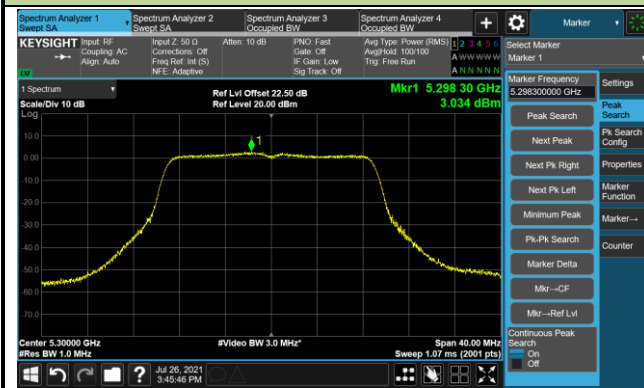 Spectrum Analyzer 1
Swept SA
Spectrum Analyzer 2
Swept SA
Spectrum Analyzer 3
Occupied BW
Spectrum Analyzer 4
Occupied BW
+
Marker
KEYSIGHT
Input: RF
Coupling: AC
Align: Auto
Input Z: 50 Ω
Corrections: Off
Freq Ref: Int (S)
NFE: Adaptive
Atten: 10 dB
PNO: Fast
Gate: Off
IF Gain: Low
Sig Track: Off
Avg Type: Power (RMS)
Avg|Hold: 100/100
Trig: Free Run
1 2 3 4 5 6
A W W W W W
A N N N N N
Select Marker
Marker 1
1 Spectrum
Scale/Div 10 dB
Log
Ref Lvl Offset 22.50 dB
Ref Level 20.00 dBm
Mkr1 5.298 30 GHz
3.034 dBm
10.0
0.00
-10.0
-20.0
-30.0
-40.0
-50.0
-60.0
-70.0
1
Center 5.30000 GHz
#Res BW 1.0 MHz
#Video BW 3.0 MHz*
Span 40.00 MHz
Sweep 1.07 ms (2001 pts)
Marker Frequency
5.298300000 GHz
Peak Search
Next Peak
Next Pk Right
Next Pk Left
Minimum Peak
Pk-Pk Search
Marker Delta
Mkr→CF
Mkr→Ref Lvl
Continuous Peak
Search
On
Off
Settings
Peak
Search
Pk Search
Config
Properties
Marker
Function
Marker→
Counter
?
Jul 26, 2021
3:45:46 PM